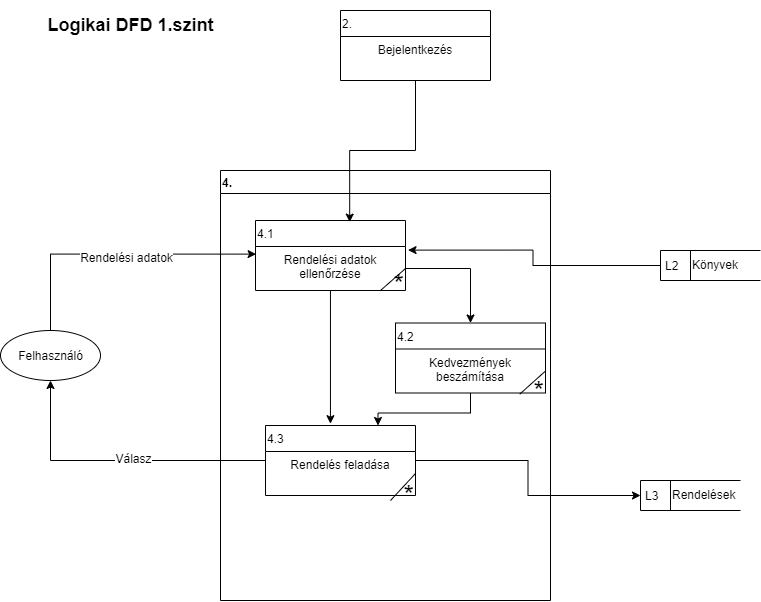 Logikai DFD 1.szint
2.
Bejelentkezés
4.
4.1
Rendelési adatok
ellenőrzése
*
Rendelési adatok
L2 Könyvek
4.2
Kedvezmények
beszámítása
*
Felhasználó
4.3
Rendelés feladása
*
Válasz
L3 Rendelések